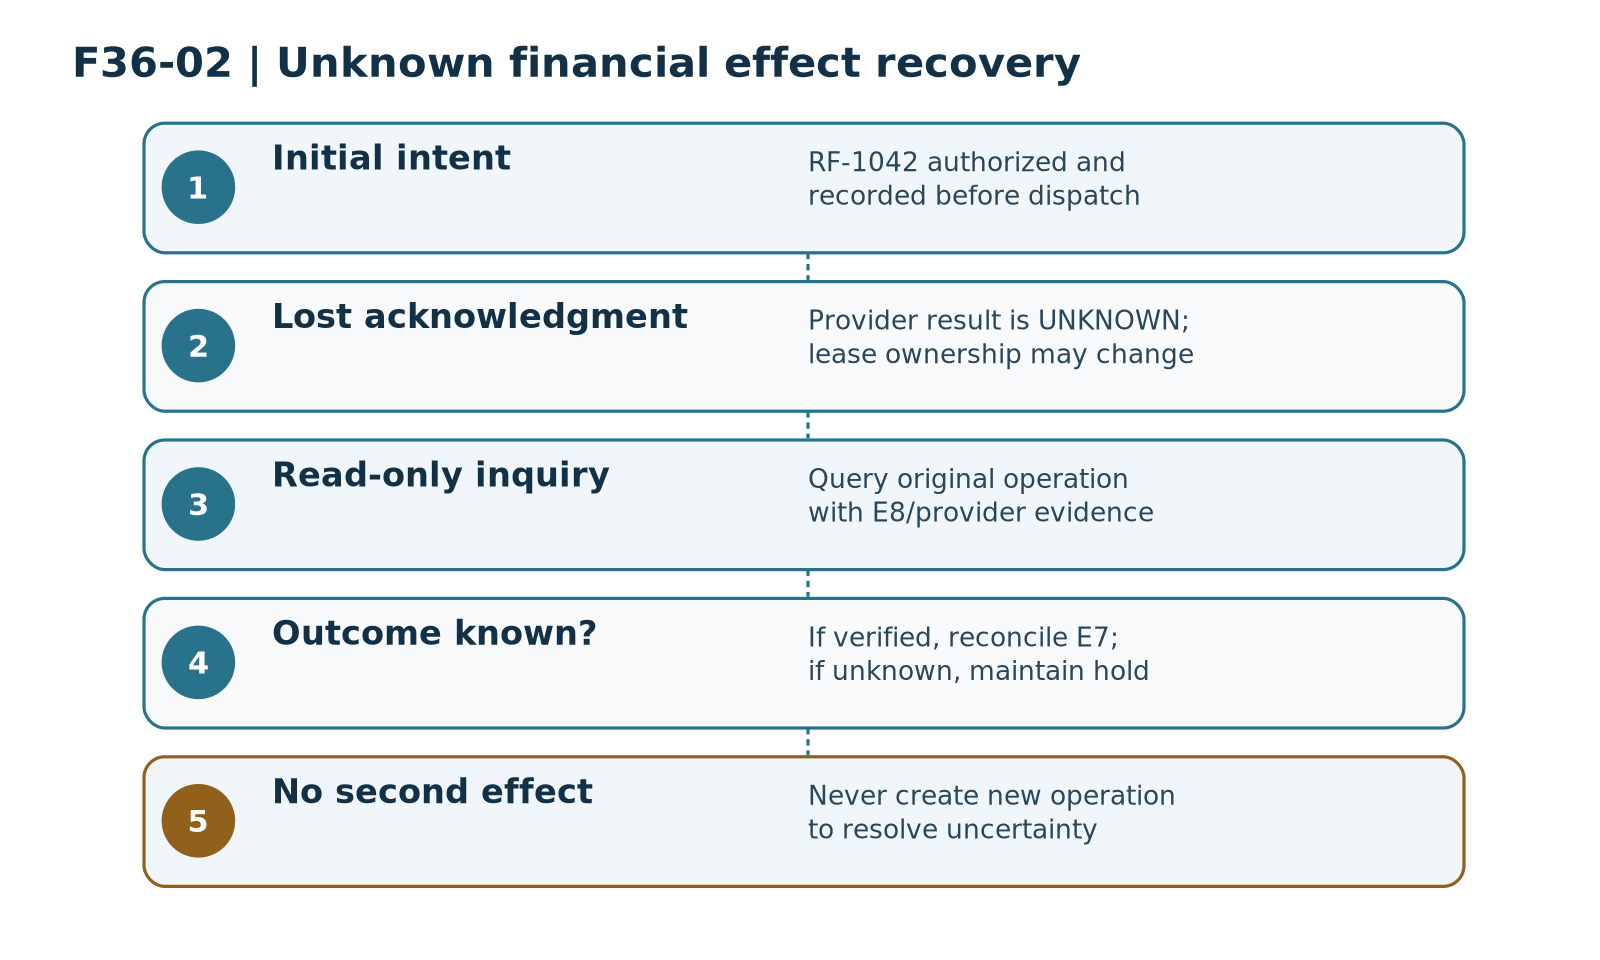 F36-02 | Unknown financial effect recovery
1
Initial intent
RF-1042 authorized and
recorded before dispatch
2
Lost acknowledgment
Provider result is UNKNOWN;
lease ownership may change
3
Read-only inquiry
Query original operation
with E8/provider evidence
4
Outcome known?
If verified, reconcile E7;
if unknown, maintain hold
5
No second effect
Never create new operation
to resolve uncertainty